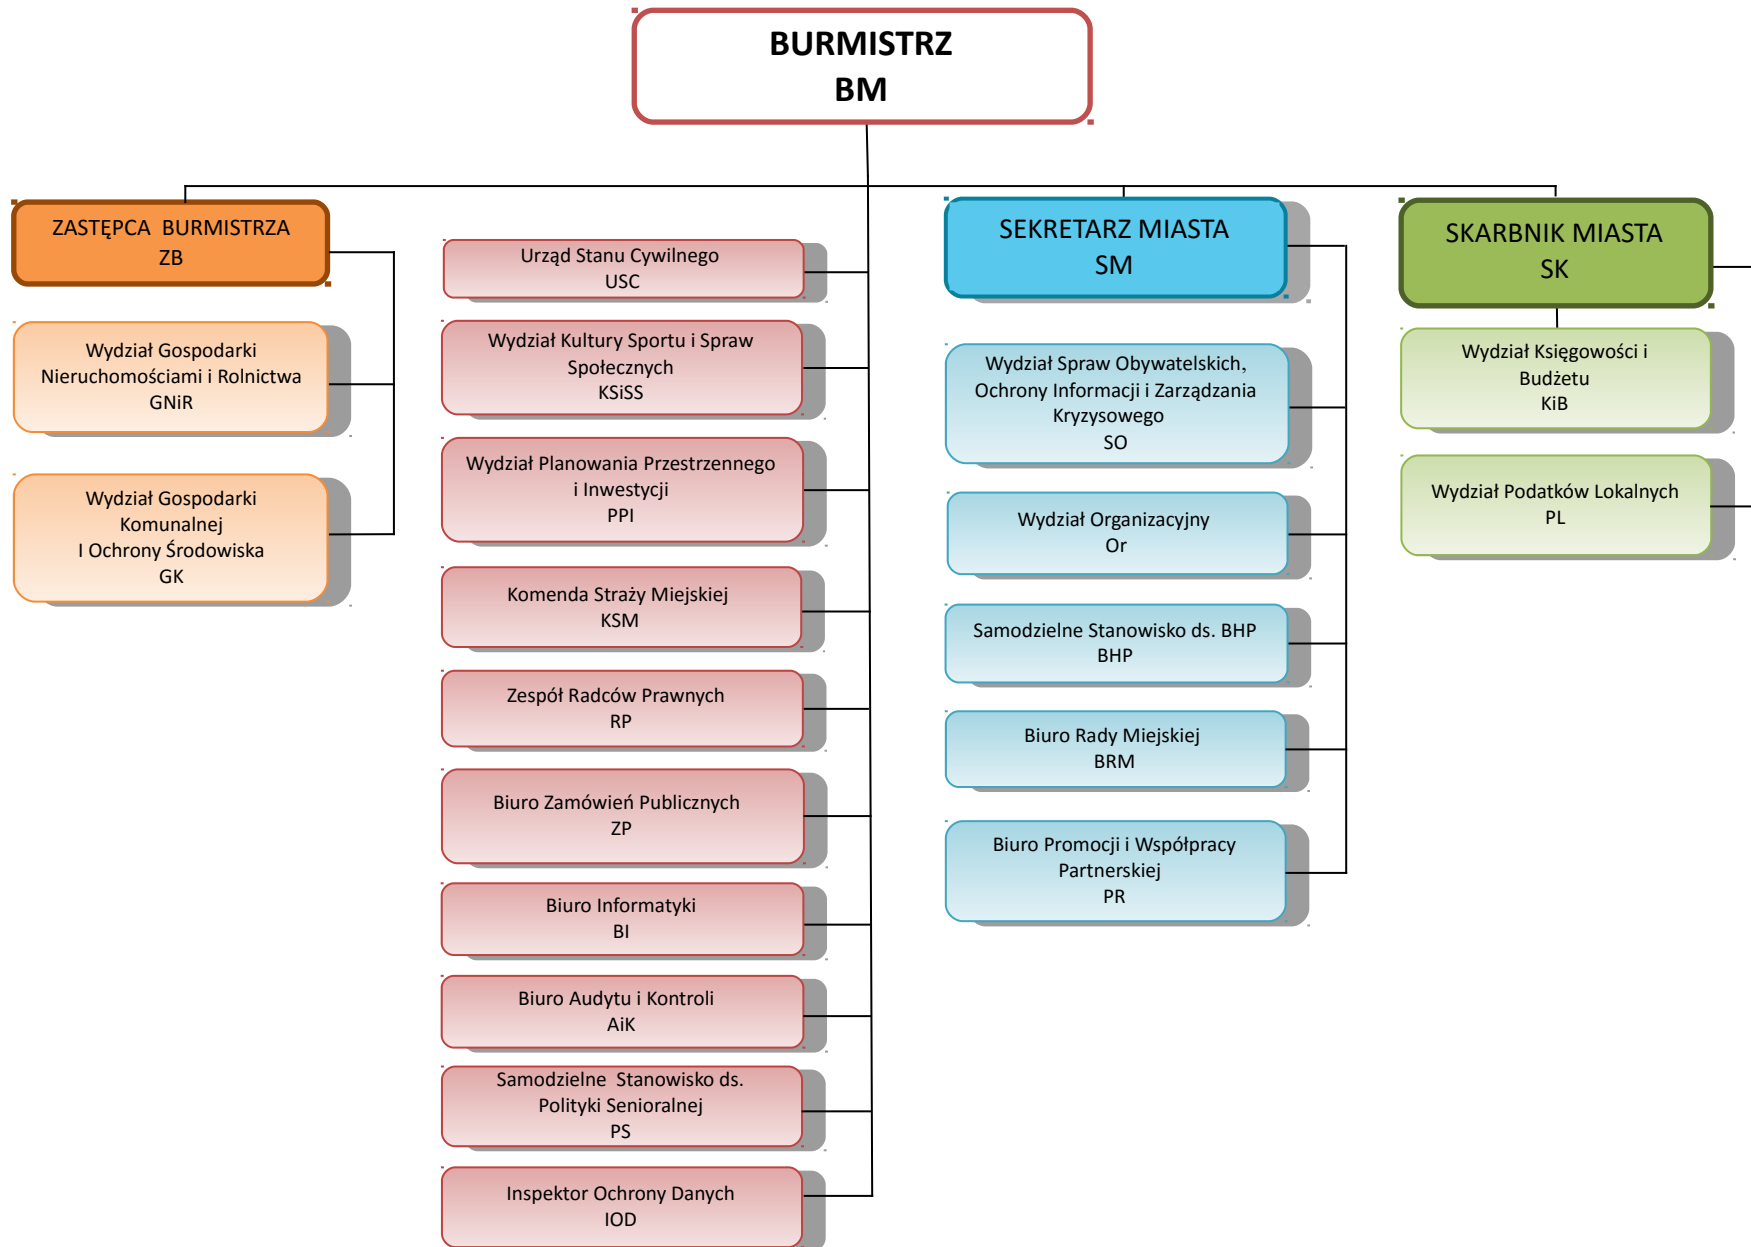 BURMISTRZ
BM
ZASTĘPCA  BURMISTRZA
ZB
Wydział Gospodarki
Nieruchomościami i Rolnictwa
GNiR
Wydział Gospodarki
Komunalnej
I Ochrony Środowiska
GK
Urząd Stanu Cywilnego
USC
Wydział Kultury Sportu i Spraw
Społecznych
KSiSS
Wydział Planowania Przestrzennego
i Inwestycji
PPI
Komenda Straży Miejskiej
KSM
Zespół Radców Prawnych
RP
Biuro Zamówień Publicznych
ZP
Biuro Informatyki
BI
Biuro Audytu i Kontroli
AiK
Samodzielne  Stanowisko ds.
Polityki Senioralnej
PS
Inspektor Ochrony Danych
IOD
SEKRETARZ MIASTA
SM
Wydział Spraw Obywatelskich,
Ochrony Informacji i Zarządzania
Kryzysowego
SO
Wydział Organizacyjny
Or
Samodzielne Stanowisko ds. BHP
BHP
Biuro Rady Miejskiej
BRM
Biuro Promocji i Współpracy
Partnerskiej
PR
SKARBNIK MIASTA
SK
Wydział Księgowości i
Budżetu
KiB
Wydział Podatków Lokalnych
PL